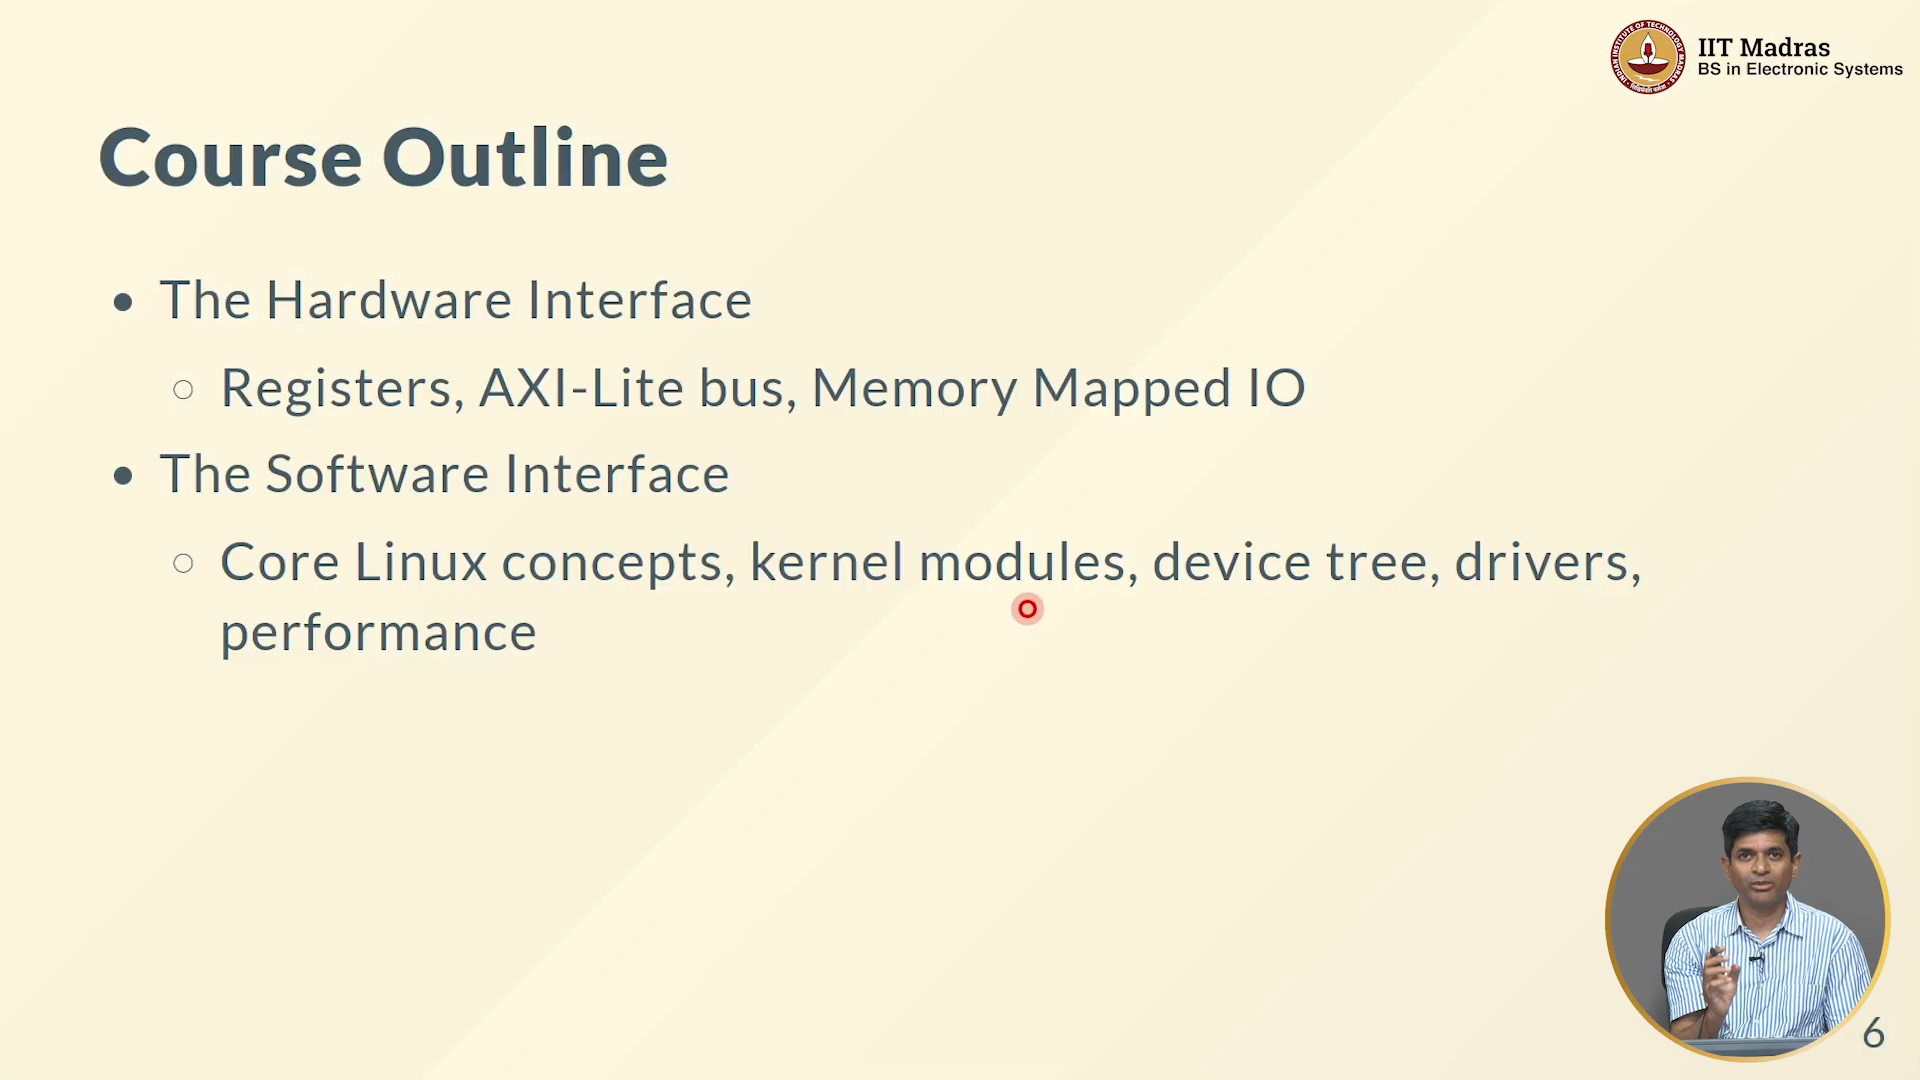 IIT Madras
BS in Electronic Systems
Course Outline
The Hardware Interface
Registers, AXI-Lite bus, Memory Mapped IO
The Software Interface
Core Linux concepts, kernel modules, device tree, drivers,
performance
6